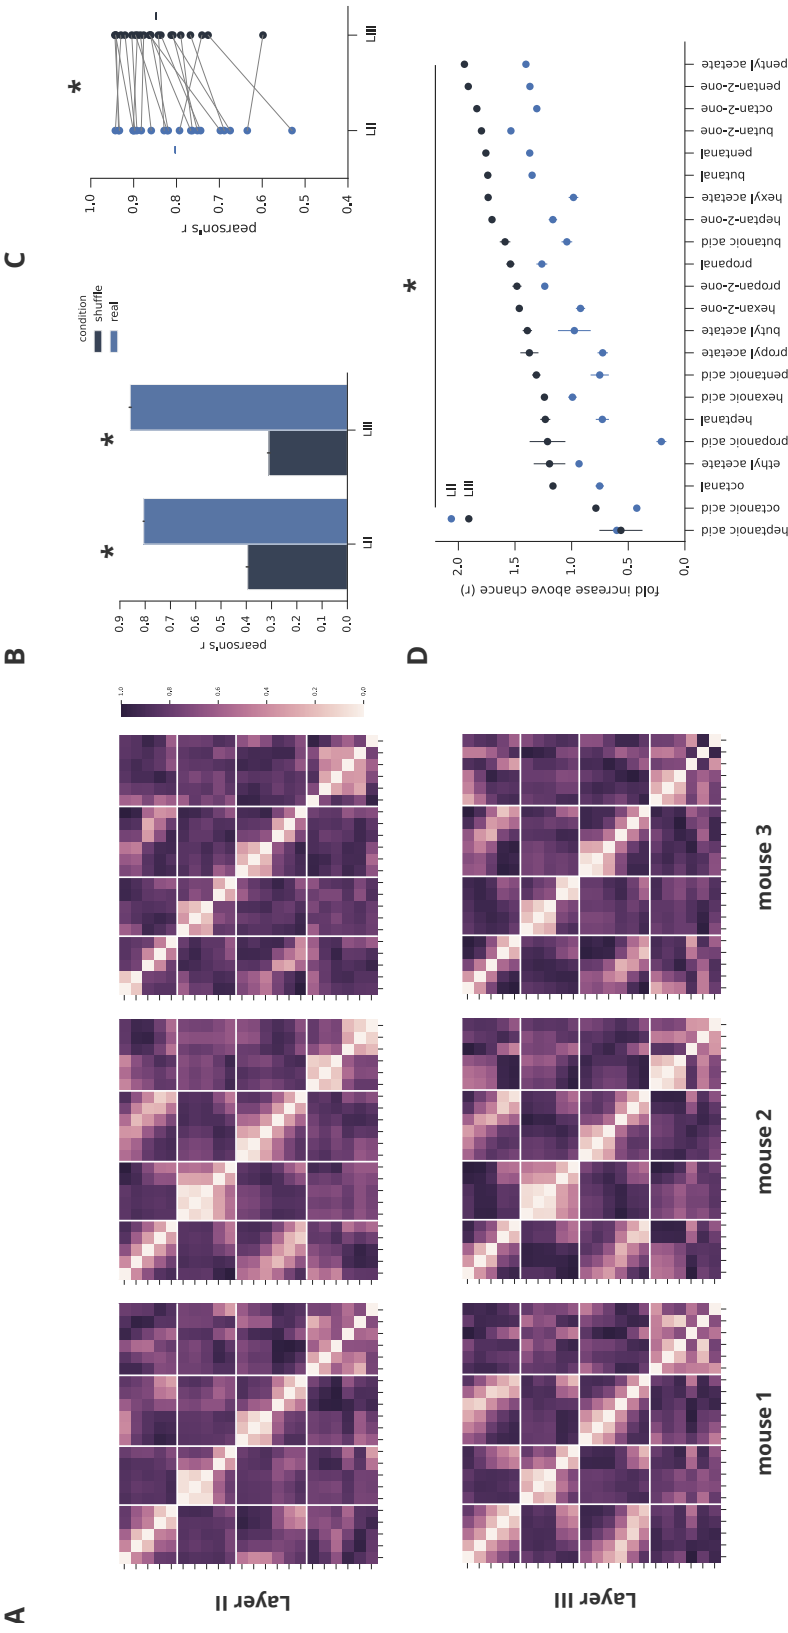 A
Layer II
Layer III
mouse 1
mouse 2
mouse 3
1.0
0.8
0.6
0.4
0.2
0.0
B
pearson's r
0.9
0.8
0.7
0.6
0.5
0.4
0.3
0.2
0.1
0.0
*
*
LII
LIII
condition
shuffle
real
C
pearson's r
1.0
0.9
0.8
0.7
0.6
0.5
0.4
*
LII
LIII
D
fold increase above chance (r)
2.0
1.5
1.0
0.5
0.0
LII
LIII
*
heptanoic acid
octanoic acid
octanal
ethyl acetate
propanoic acid
heptanal
hexanoic acid
pentanoic acid
propyl acetate
butyl acetate
hexan-2-one
propan-2-one
propanal
butanoic acid
heptan-2-one
hexyl acetate
butanal
pentanal
butan-2-one
octan-2-one
pentan-2-one
pentyl acetate